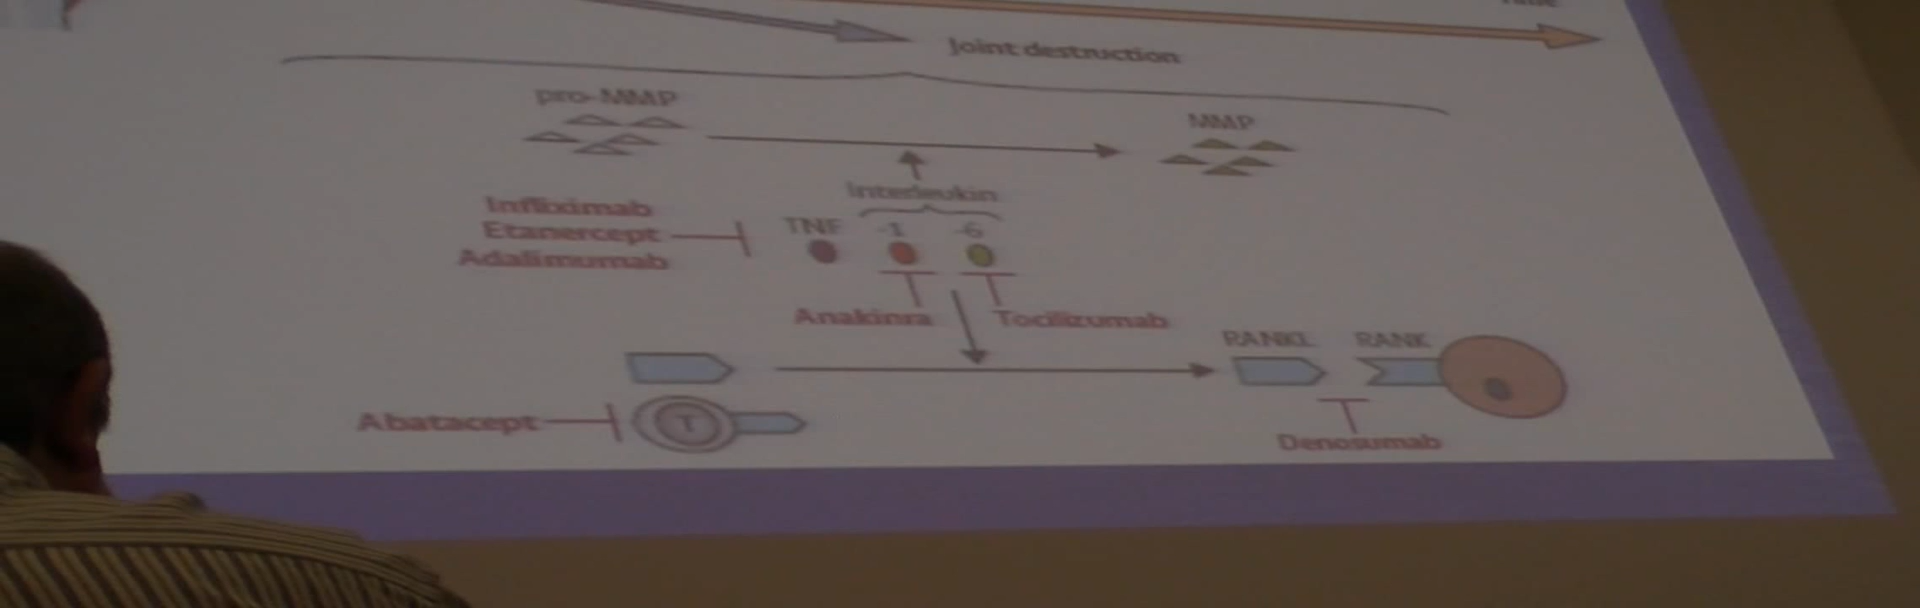 Joint destruction
pro-MMP
MMP
Interleukin
Infliximab
Etanercept
Adalimumab
TNF
-1
-6
Anakinra
Tocilizumab
RANKL
RANK
T
Abatacept
Denosumab